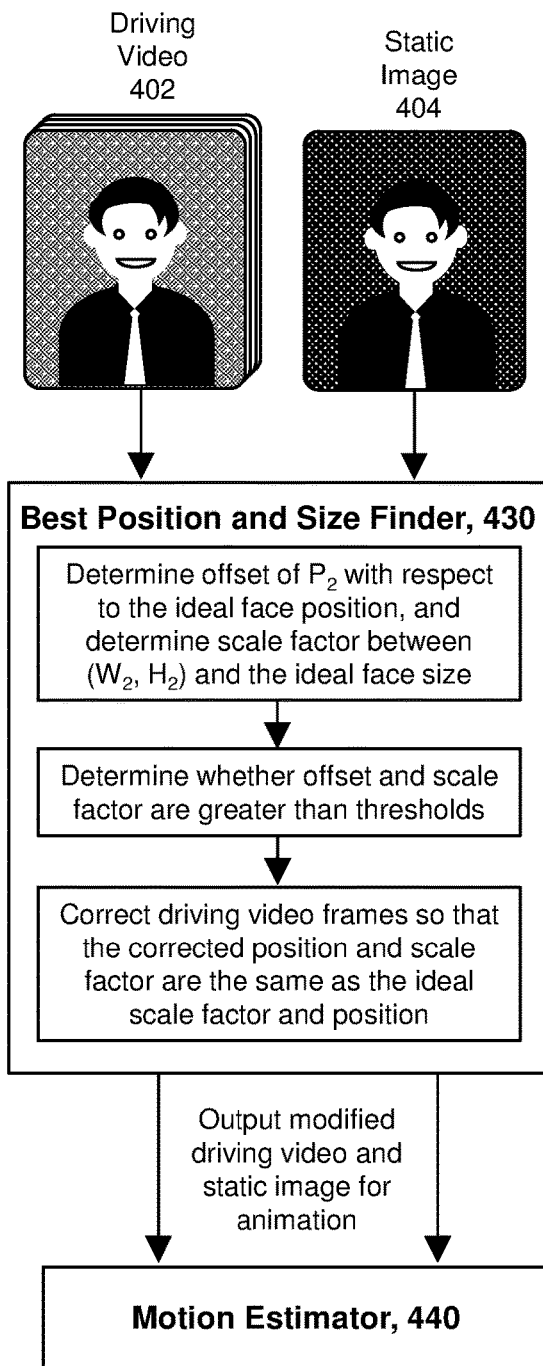 Driving
Video
402
Static
Image
404
Best Position and Size Finder, 430
Determine offset of P₂ with respect
to the ideal face position, and
determine scale factor between
(W₂, H₂) and the ideal face size
Determine whether offset and scale
factor are greater than thresholds
Correct driving video frames so that
the corrected position and scale
factor are the same as the ideal
scale factor and position
Output modified
driving video and
static image for
animation
Motion Estimator, 440